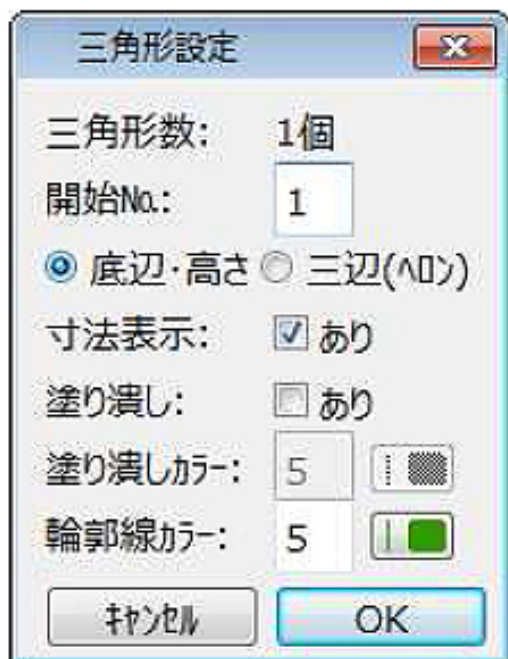 三角形設定
三角形数: 1個
開始No.: 1
底辺・高さ 三辺(ﾍﾛﾝ)
寸法表示: あり
塗り潰し: あり
塗り潰しｶﾗｰ: 5
輪郭線ｶﾗｰ: 5
ｷｬﾝｾﾙ OK